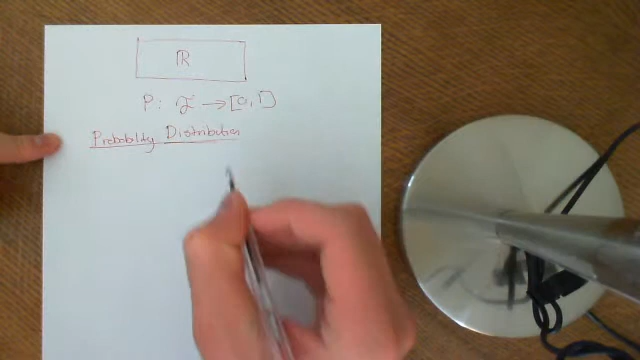 ℝ
P: ℱ → [0, 1]
Probability Distribution